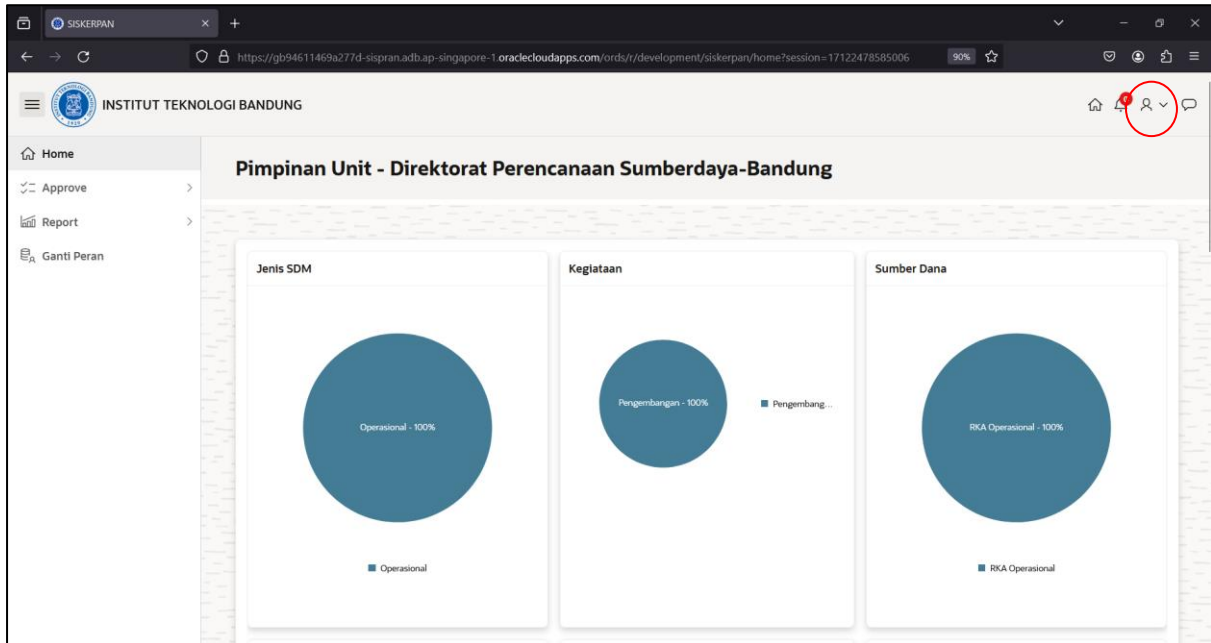 SISKERPAN
https://gb94611469a277d-sispran.adb.ap-singapore-1.oraclecloudapps.com/ords/r/development/siskerpan/home?session=17122478585006
90%
INSTITUT TEKNOLOGI BANDUNG
Home
Approve
Report
Ganti Peran
Pimpinan Unit - Direktorat Perencanaan Sumberdaya-Bandung
Jenis SDM
Operasional - 100%
Operasional
Kegiataan
Pengembangan - 100%
Pengembang...
Sumber Dana
RKA Operasional - 100%
RKA Operasional